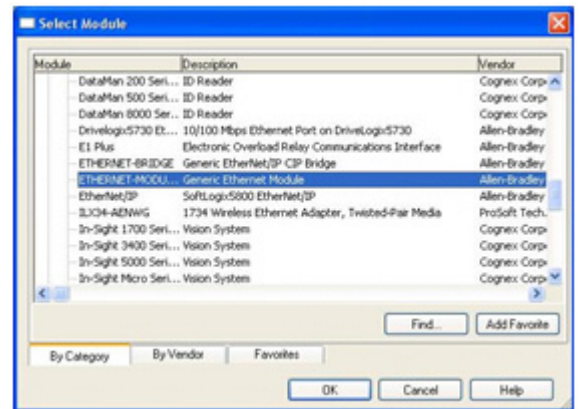 Select Module
Module Description Vendor
DataMan 200 Seri... ID Reader Cognex Corp
DataMan 500 Seri... ID Reader Cognex Corp
DataMan 8000 Ser... ID Reader Cognex Corp
Drivelogix5730 Et... 10/100 Mbps Ethernet Port on DriveLogix5730 Allen-Bradley
E1 Plus Electronic Overload Relay Communications Interface Allen-Bradley
ETHERNET-BRIDGE Generic EtherNet/IP CIP Bridge Allen-Bradley
ETHERNET-MODU... Generic Ethernet Module Allen-Bradley
EtherNet/IP SoftLogix5800 EtherNet/IP Allen-Bradley
ILX34-AENWG 1734 Wireless Ethernet Adapter, Twisted-Pair Media ProSoft Tech.
In-Sight 1700 Seri... Vision System Cognex Corp
In-Sight 3400 Seri... Vision System Cognex Corp
In-Sight 5000 Seri... Vision System Cognex Corp
In-Sight Micro Seri... Vision System Cognex Corp
Find... Add Favorite
By Category By Vendor Favorites
OK Cancel Help